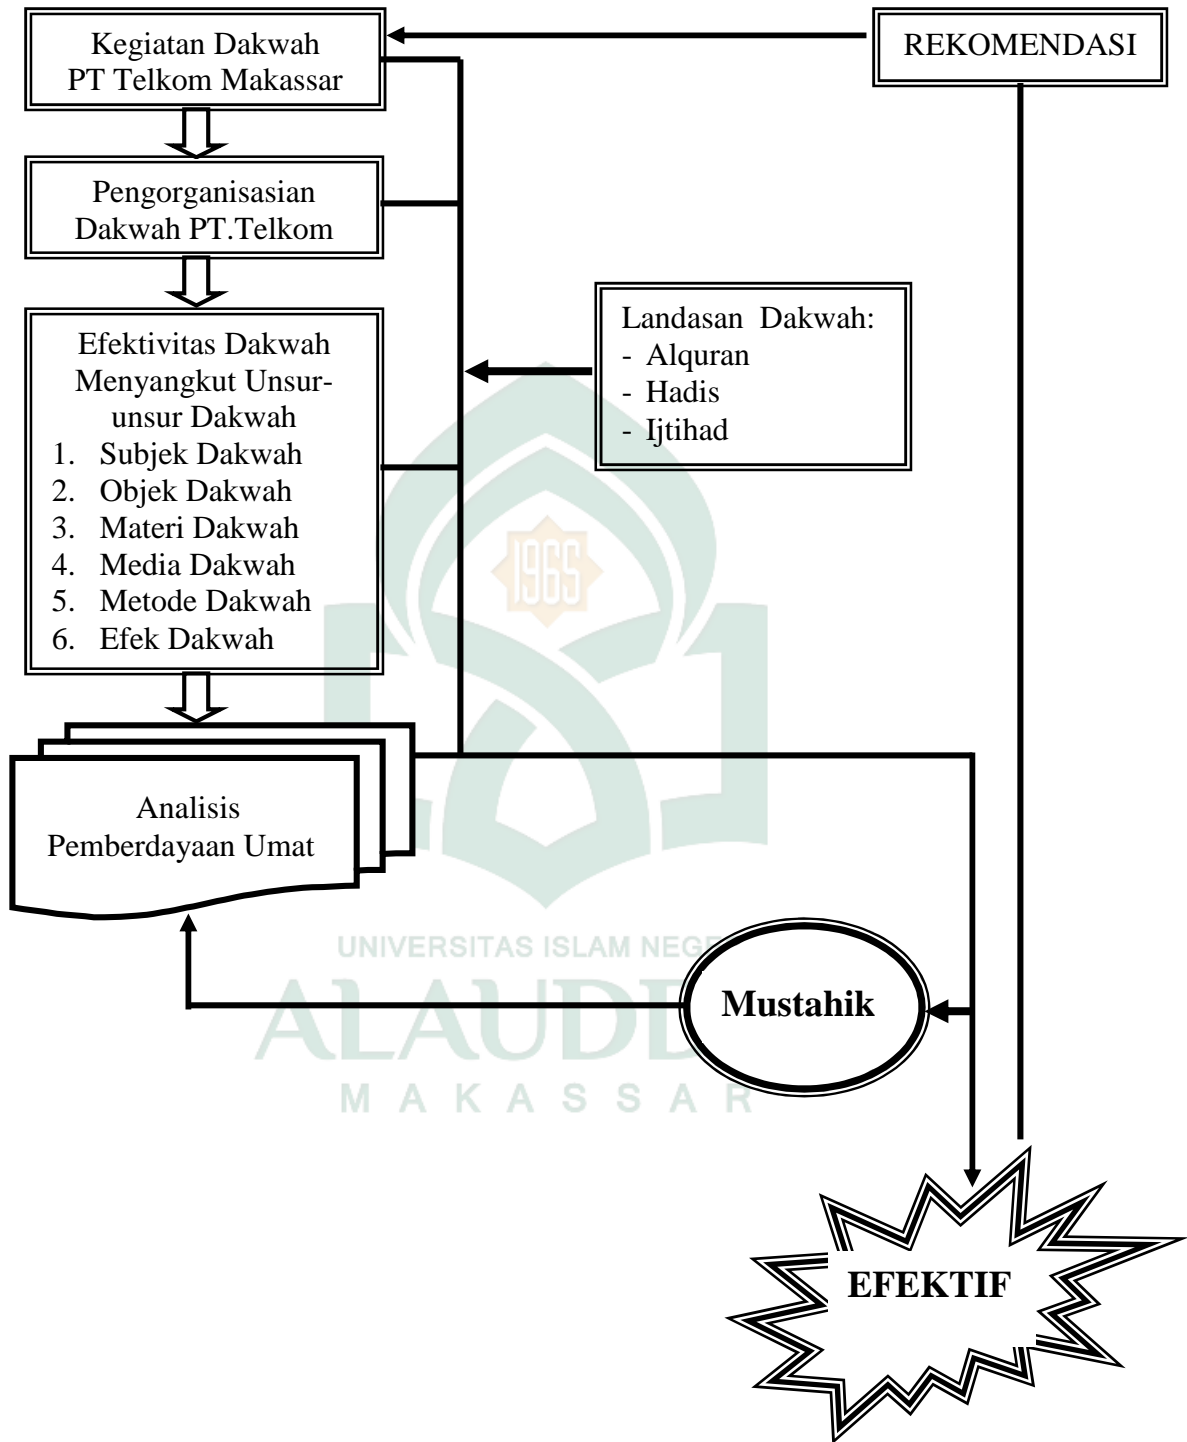 Kegiatan Dakwah
PT Telkom Makassar
REKOMENDASI
Pengorganisasian
Dakwah PT.Telkom
Landasan Dakwah:
- Alquran
- Hadis
- Ijtihad
Efektivitas Dakwah
Menyangkut Unsur-
unsur Dakwah
1. Subjek Dakwah
2. Objek Dakwah
3. Materi Dakwah
4. Media Dakwah
5. Metode Dakwah
6. Efek Dakwah
1965
Analisis
Pemberdayaan Umat
UNIVERSITAS ISLAM
Mustahik
MAKASSAR
EFEKTIF